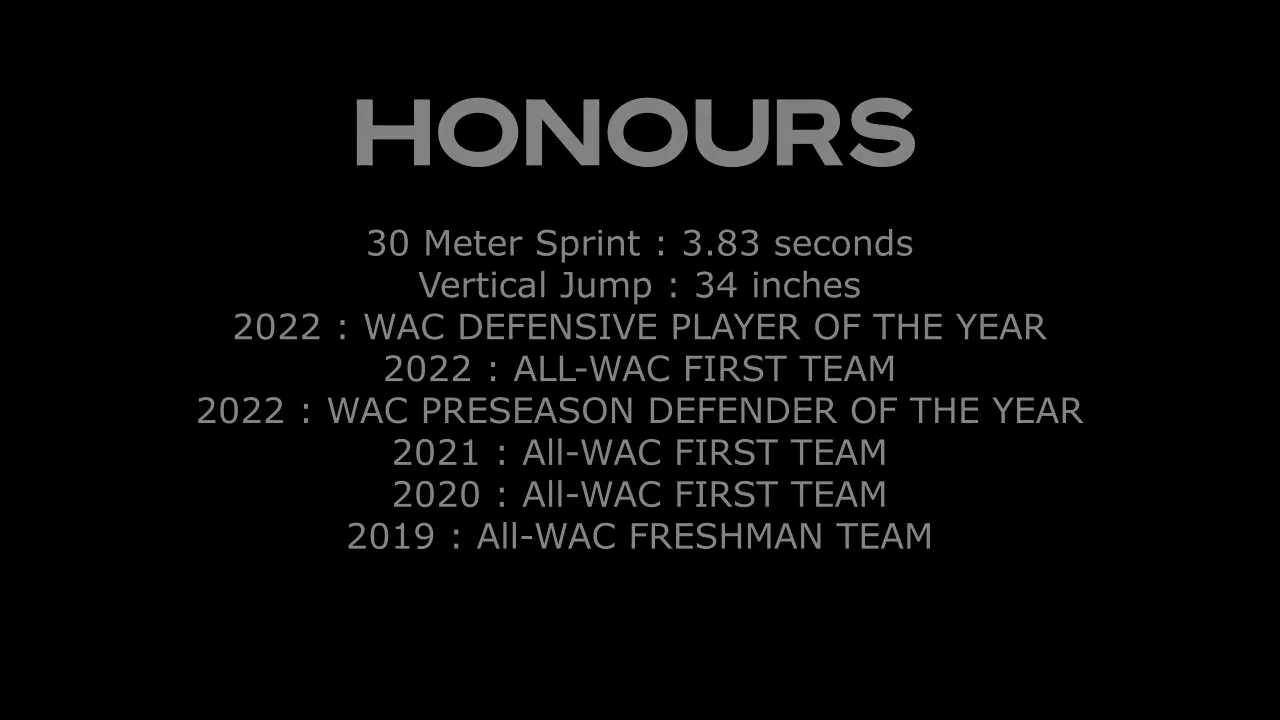 HONOURS
30 Meter Sprint : 3.83 seconds
Vertical Jump : 34 inches
2022 : WAC DEFENSIVE PLAYER OF THE YEAR
2022 : ALL-WAC FIRST TEAM
2022 : WAC PRESEASON DEFENDER OF THE YEAR
2021 : All-WAC FIRST TEAM
2020 : All-WAC FIRST TEAM
2019 : All-WAC FRESHMAN TEAM